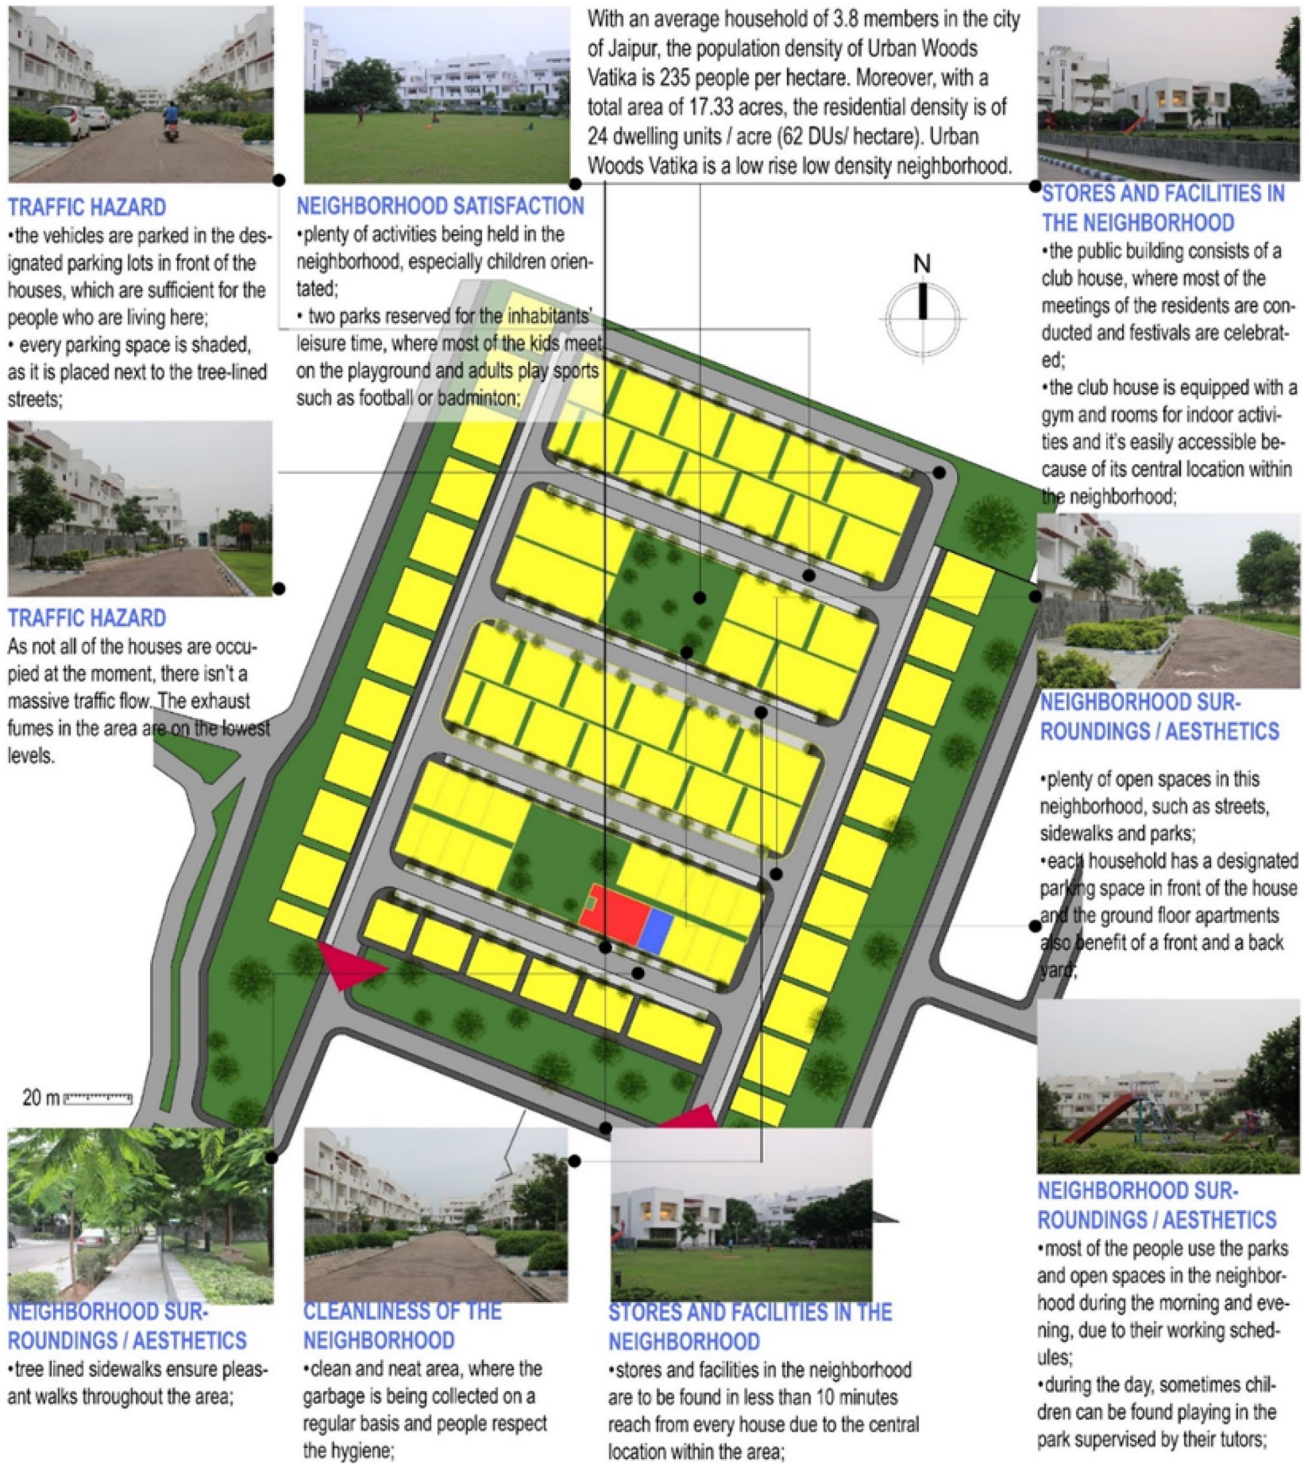 With an average household of 3.8 members in the city
of Jaipur, the population density of Urban Woods
Vatika is 235 people per hectare. Moreover, with a
total area of 17.33 acres, the residential density is of
24 dwelling units / acre (62 DUs/ hectare). Urban
Woods Vatika is a low rise low density neighborhood.
TRAFFIC HAZARD
•the vehicles are parked in the des-
ignated parking lots in front of the
houses, which are sufficient for the
people who are living here;
• every parking space is shaded,
as it is placed next to the tree-lined
streets;
NEIGHBORHOOD SATISFACTION
•plenty of activities being held in the
neighborhood, especially children orien-
tated;
• two parks reserved for the inhabitants'
leisure time, where most of the kids meet
on the playground and adults play sports
such as football or badminton;
STORES AND FACILITIES IN
THE NEIGHBORHOOD
•the public building consists of a
club house, where most of the
meetings of the residents are con-
ducted and festivals are celebrat-
ed;
•the club house is equipped with a
gym and rooms for indoor activi-
ties and it's easily accessible be-
cause of its central location within
the neighborhood;
N
TRAFFIC HAZARD
As not all of the houses are occu-
pied at the moment, there isn't a
massive traffic flow. The exhaust
fumes in the area are on the lowest
levels.
NEIGHBORHOOD SUR-
ROUNDINGS / AESTHETICS
•plenty of open spaces in this
neighborhood, such as streets,
sidewalks and parks;
•each household has a designated
parking space in front of the house
and the ground floor apartments
also benefit of a front and a back
yard;
20 m
NEIGHBORHOOD SUR-
ROUNDINGS / AESTHETICS
•tree lined sidewalks ensure pleas-
ant walks throughout the area;
CLEANLINESS OF THE
NEIGHBORHOOD
•clean and neat area, where the
garbage is being collected on a
regular basis and people respect
the hygiene;
STORES AND FACILITIES IN THE
NEIGHBORHOOD
•stores and facilities in the neighborhood
are to be found in less than 10 minutes
reach from every house due to the central
location within the area;
NEIGHBORHOOD SUR-
ROUNDINGS / AESTHETICS
•most of the people use the parks
and open spaces in the neighbor-
hood during the morning and eve-
ning, due to their working sched-
ules;
•during the day, sometimes chil-
dren can be found playing in the
park supervised by their tutors;